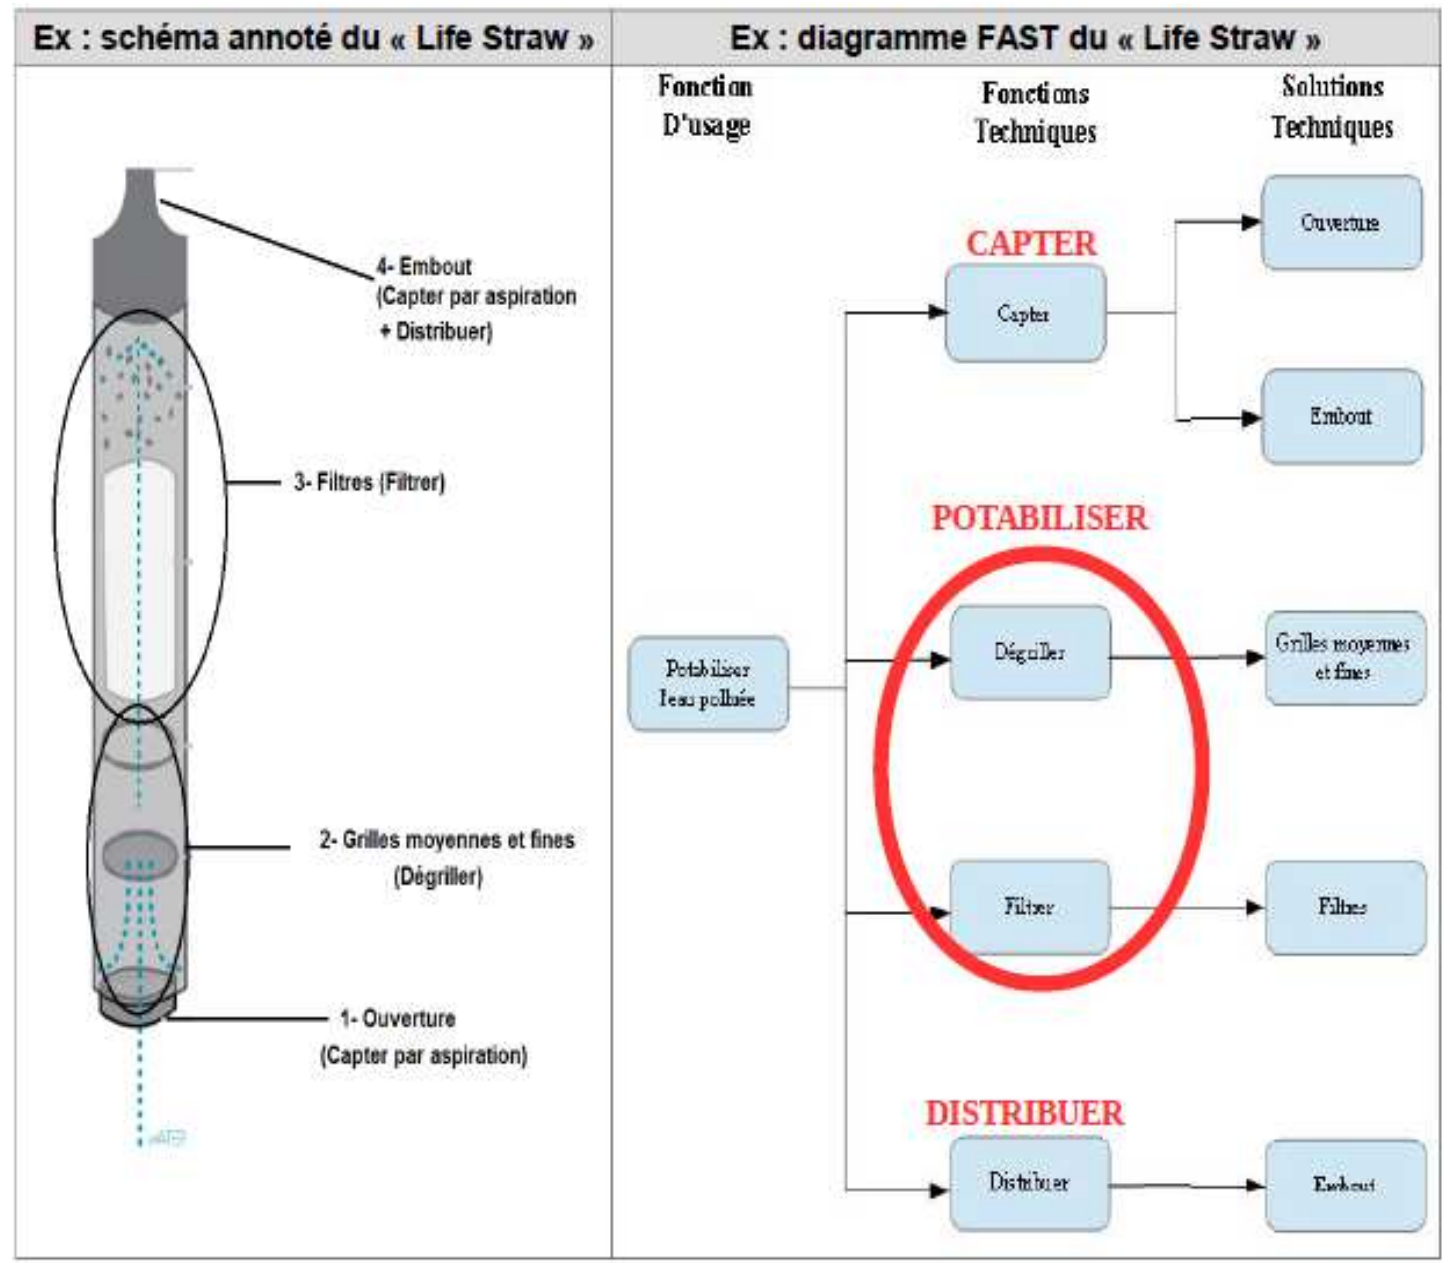 Ex : schéma annoté du « Life Straw »
Ex : diagramme FAST du « Life Straw »
4- Embout
(Capter par aspiration
+ Distribuer)
3- Filtres (Filtrer)
2- Grilles moyennes et fines
(Dégriller)
1- Ouverture
(Capter par aspiration)
WATER
Fonction
D'usage
Fonctions
Techniques
Solutions
Techniques
CAPTER
Capter
Ouverture
Embout
POTABILISER
Potabiliser
l'eau polluée
Dégriller
Grilles moyennes
et fines
Filtrer
Filtres
DISTRIBUER
Distribuer
Embout